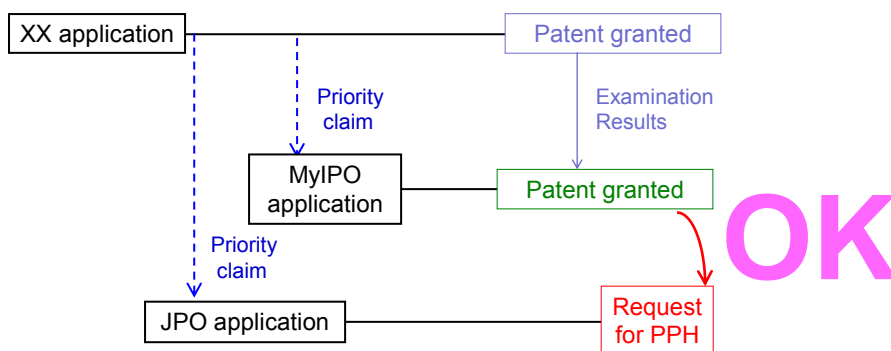 XX application
Patent granted
Priority
claim
Examination
Results
MyIPO
application
Patent granted
OK
Priority
claim
JPO application
Request
for PPH